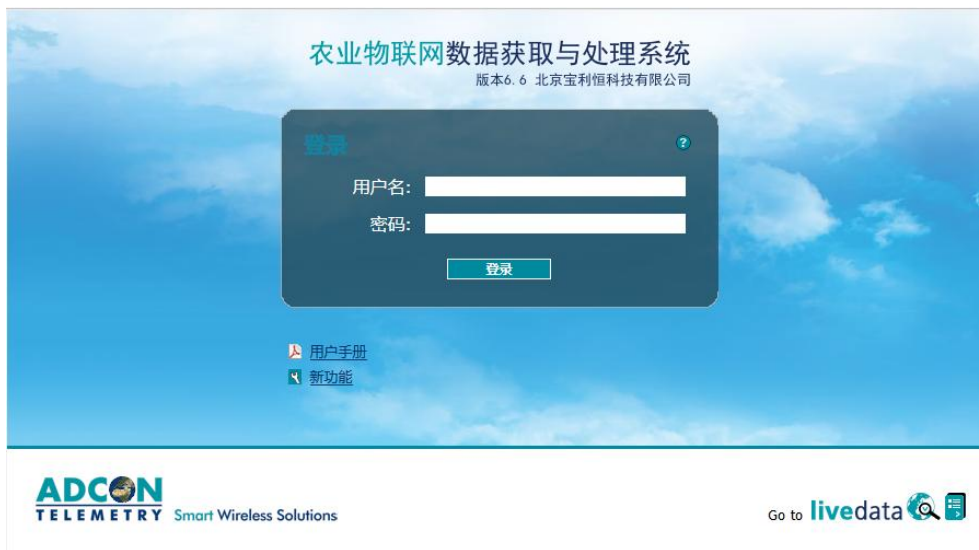 农业物联网数据获取与处理系统
版本6.6 北京宝利恒科技有限公司
登录
?
用户名:
密码:
登录
用户手册
新功能
ADCON
TELEMETRY Smart Wireless Solutions
Go to livedata